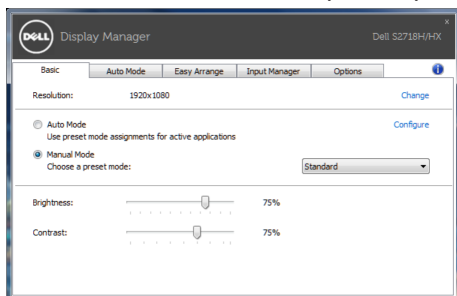 DELL Display Manager Dell S2718H/HX
Basic Auto Mode Easy Arrange Input Manager Options i
Resolution: 1920x1080 Change
Auto Mode Configure
Use preset mode assignments for active applications
Manual Mode
Choose a preset mode: Standard
Brightness: 75%
Contrast: 75%